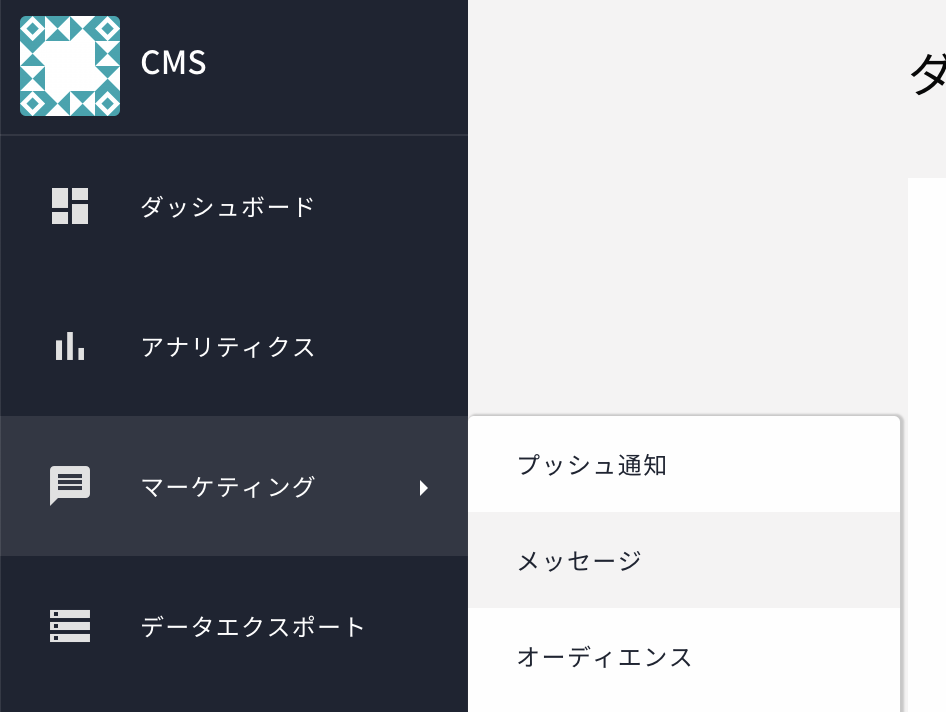 CMS
ダ
ダッシュボード
アナリティクス
マーケティング
プッシュ通知
メッセージ
データエクスポート
オーディエンス